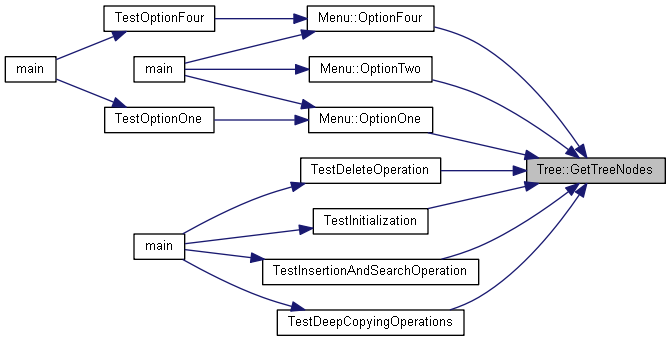 TestOptionFour
Menu::OptionFour
main
main
Menu::OptionTwo
TestOptionOne
Menu::OptionOne
Tree::GetTreeNodes
TestDeleteOperation
TestInitialization
main
TestInsertionAndSearchOperation
TestDeepCopyingOperations